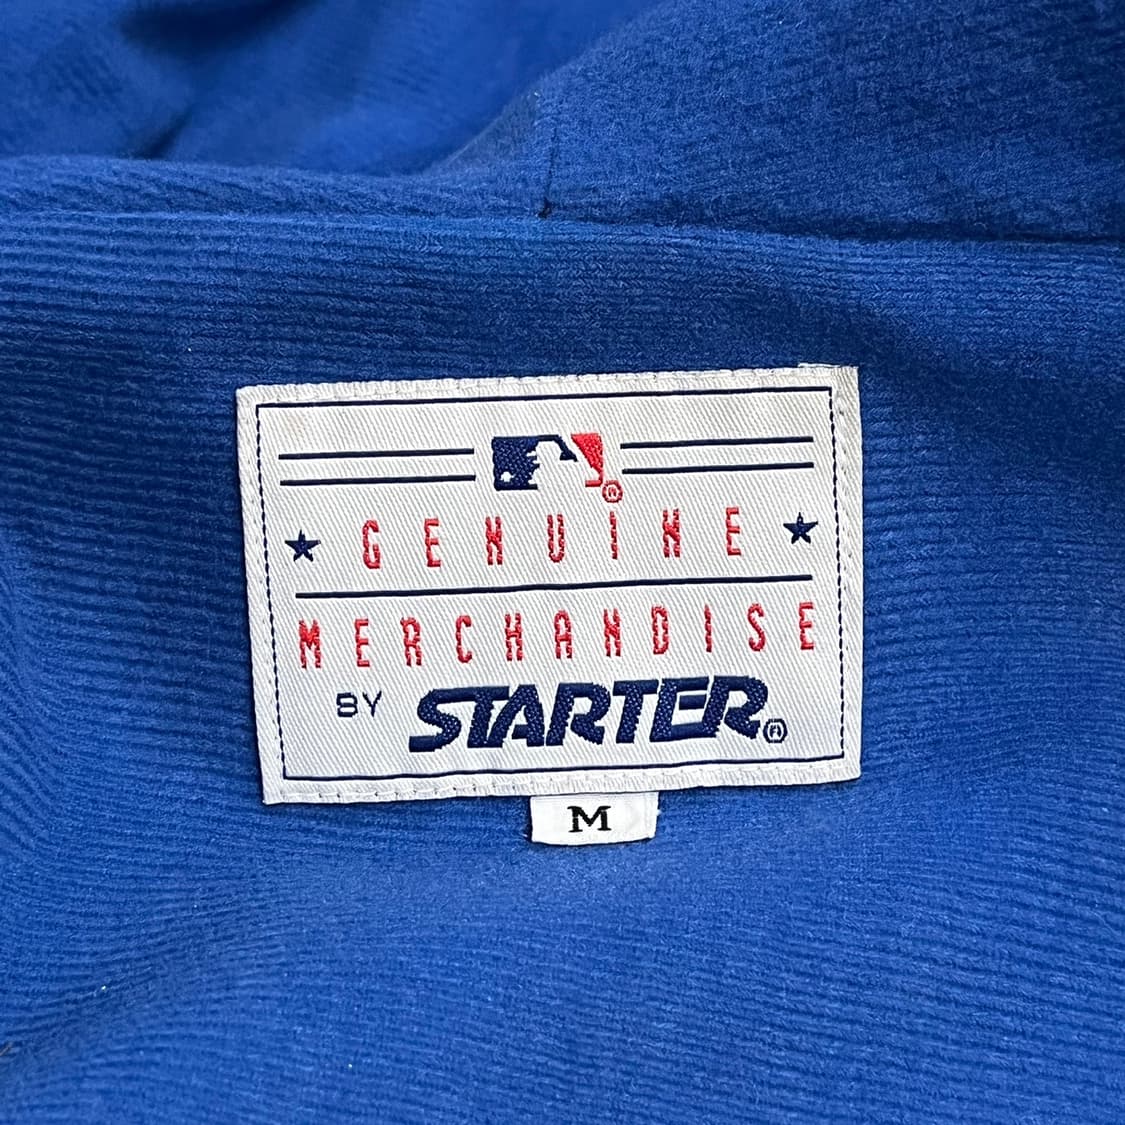 ®
GENUINE
MERCHANDISE
BY STARTER®
M